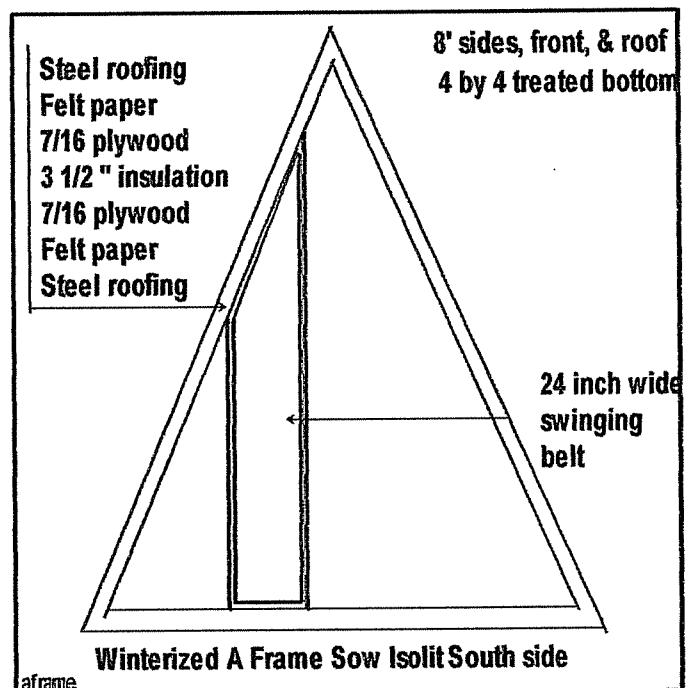 8' sides, front, & roof
4 by 4 treated bottom
Steel roofing
Felt paper
7/16 plywood
3 1/2 " insulation
7/16 plywood
Felt paper
Steel roofing
24 inch wide
swinging
belt
Winterized A Frame Sow Isolit South side
aframe